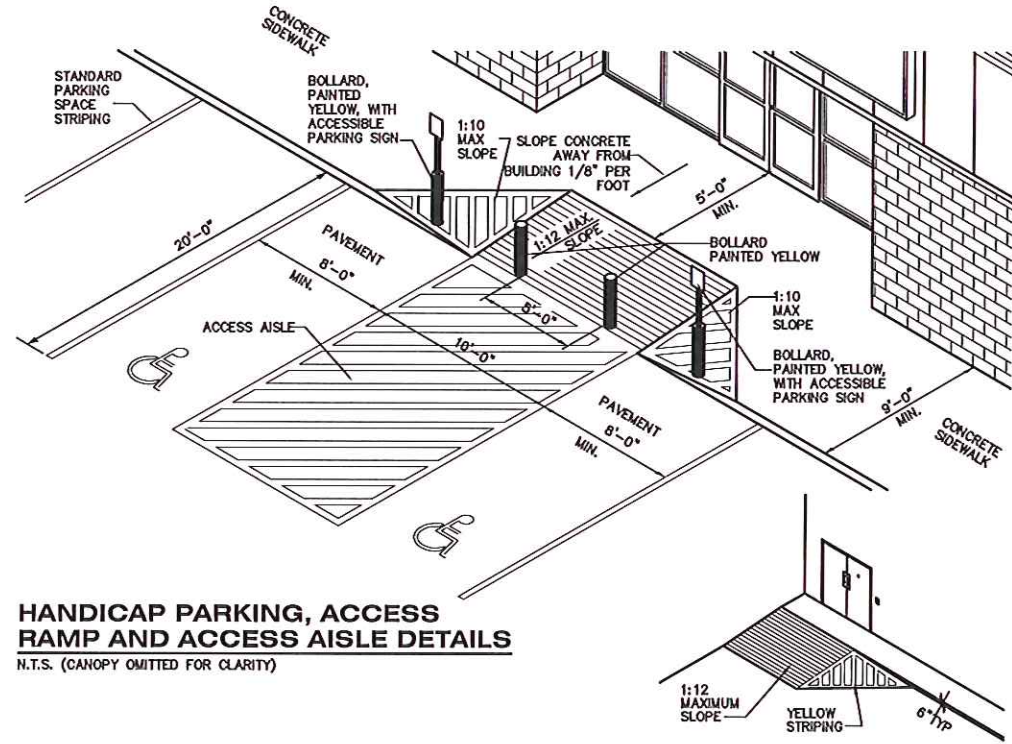 CONCRETE
SIDEWALK
STANDARD
PARKING
SPACE
STRIPING
BOLLARD,
PAINTED
YELLOW, WITH
ACCESSIBLE
PARKING SIGN
1:10
MAX
SLOPE
SLOPE CONCRETE
AWAY FROM
BUILDING 1/8" PER
FOOT
5'-0"
MIN.
1:12 MAX
SLOPE
BOLLARD
PAINTED YELLOW
20'-0"
PAVEMENT
8'-0"
MIN.
5'-0"
ACCESS AISLE
10'-0"
1:10
MAX
SLOPE
BOLLARD,
PAINTED YELLOW,
WITH ACCESSIBLE
PARKING SIGN
PAVEMENT
8'-0"
MIN.
9'-0"
MIN.
CONCRETE
SIDEWALK
HANDICAP PARKING, ACCESS
RAMP AND ACCESS AISLE DETAILS
N.T.S. (CANOPY OMITTED FOR CLARITY)
1:12
MAXIMUM
SLOPE
YELLOW
STRIPING
6" TYP